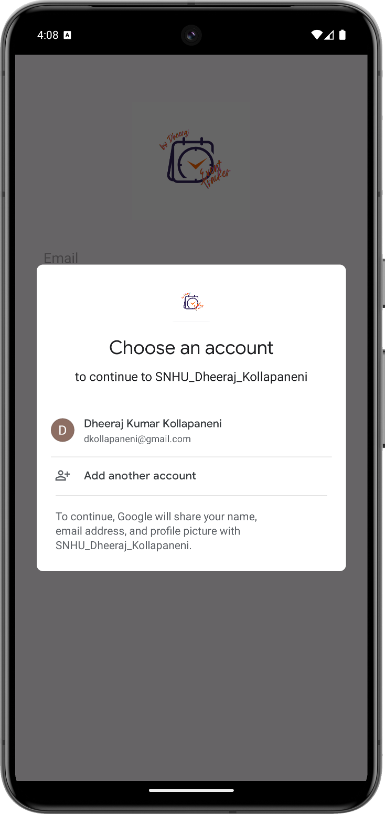 4:08
by Dheeraj
Event
Tracker
Email
Choose an account
to continue to SNHU_Dheeraj_Kollapaneni
D
Dheeraj Kumar Kollapaneni
dkollapaneni@gmail.com
Add another account
To continue, Google will share your name,
email address, and profile picture with
SNHU_Dheeraj_Kollapaneni.